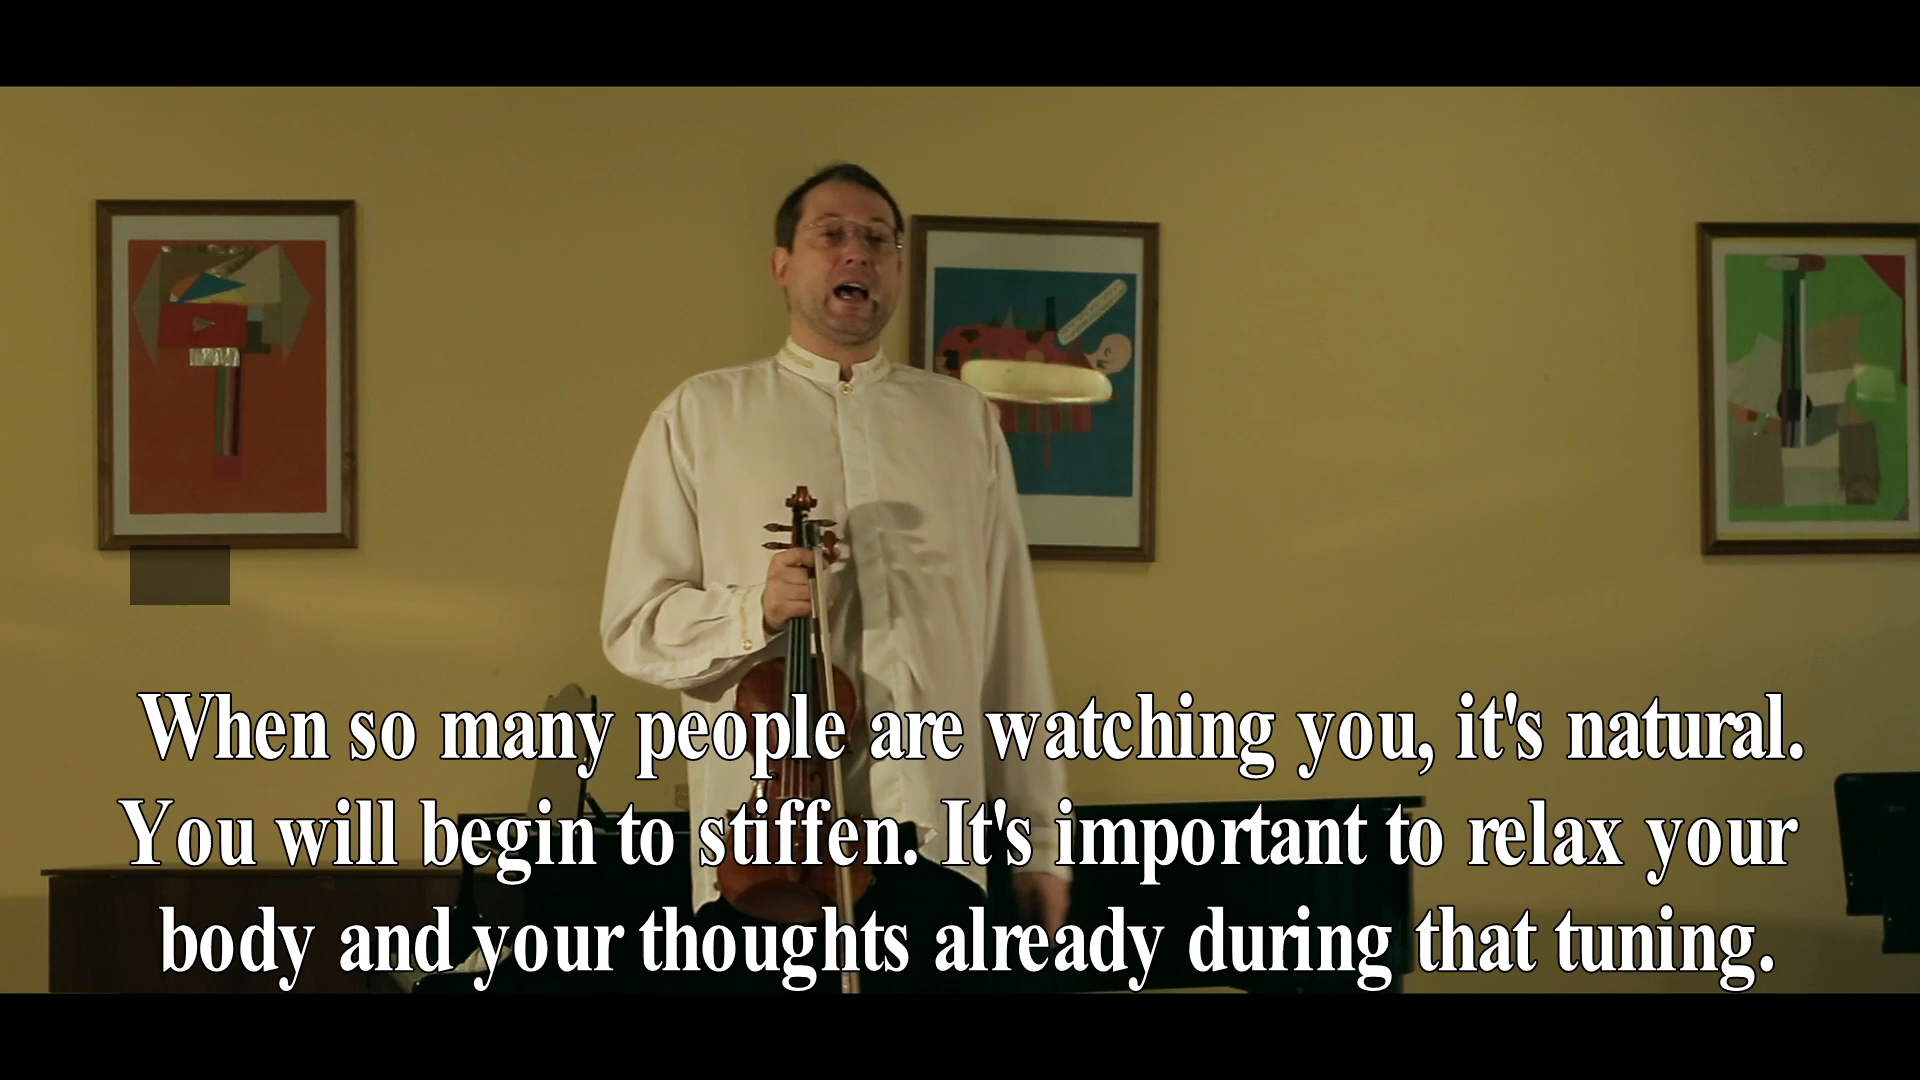 When so many people are watching you, it's natural.
You will begin to stiffen. It's important to relax your
body and your thoughts already during that tuning.